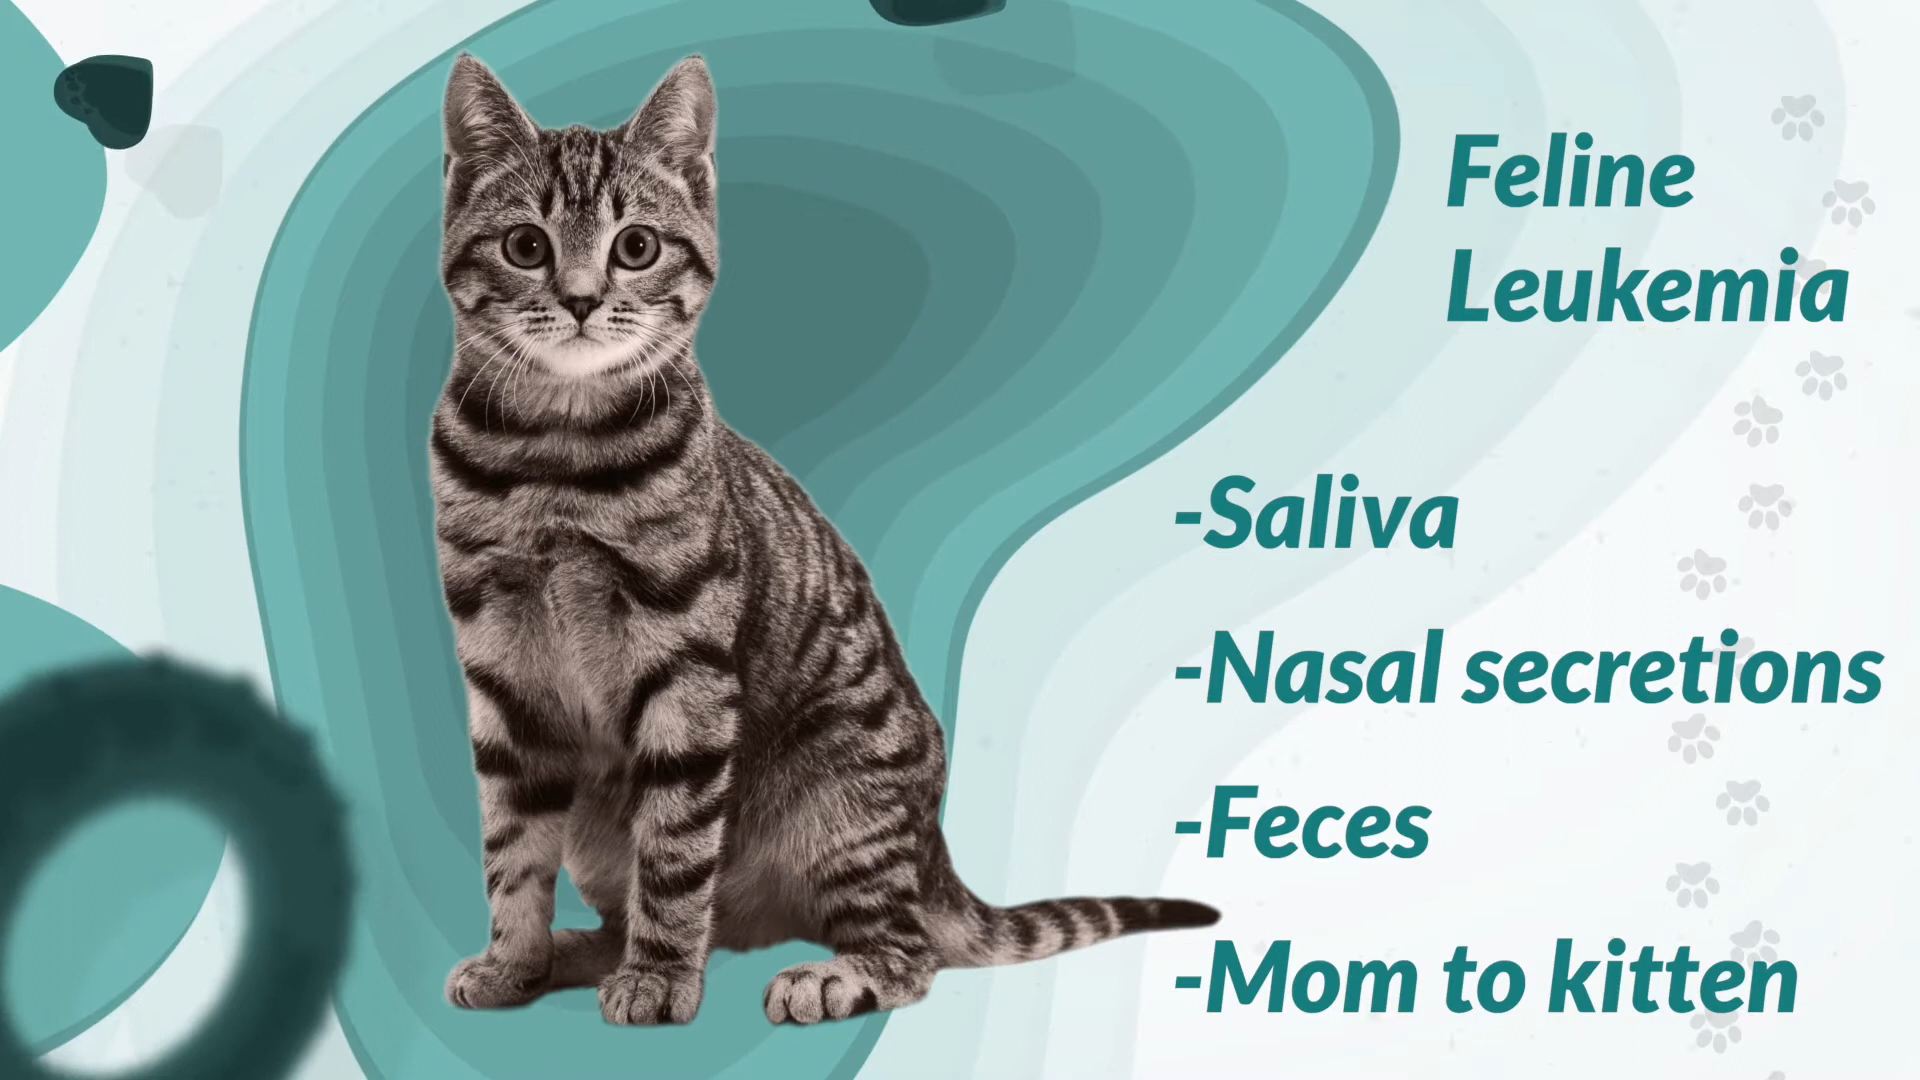 Feline
Leukemia
-Saliva
-Nasal secretions
-Feces
-Mom to kitten